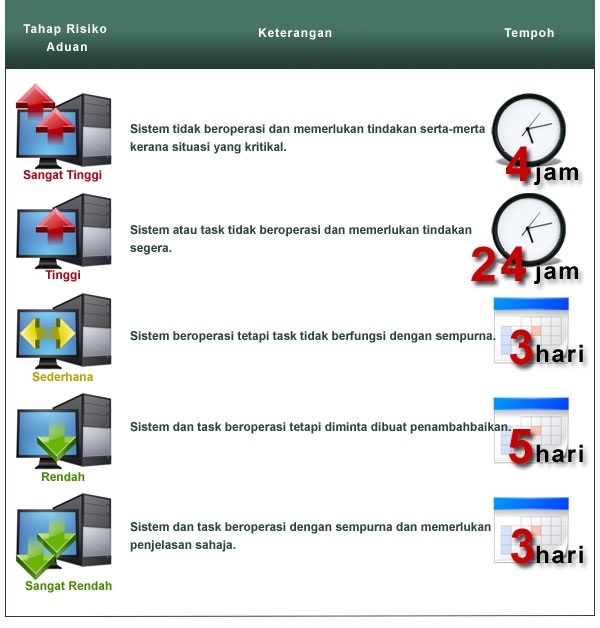 Tahap Risiko
Aduan
Keterangan
Tempoh
Sistem tidak beroperasi dan memerlukan tindakan serta-merta
kerana situasi yang kritikal.
Sangat Tinggi
4 jam
Sistem atau task tidak beroperasi dan memerlukan tindakan
segera.
Tinggi
24 jam
Sistem beroperasi tetapi task tidak berfungsi dengan sempurna.
Sederhana
3 hari
Sistem dan task beroperasi tetapi diminta dibuat penambahbaikan.
Rendah
5 hari
Sistem dan task beroperasi dengan sempurna dan memerlukan
penjelasan sahaja.
Sangat Rendah
3 hari